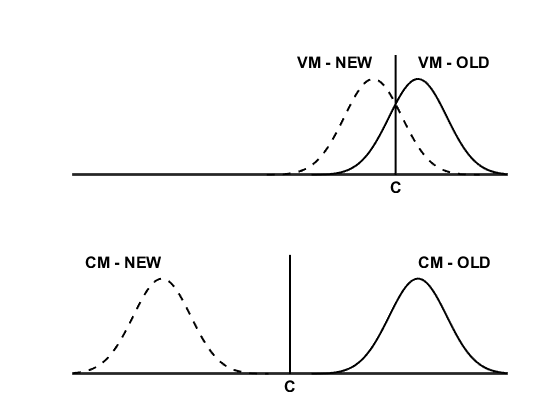 VM - NEW
VM - OLD
C
CM - NEW
CM - OLD
C